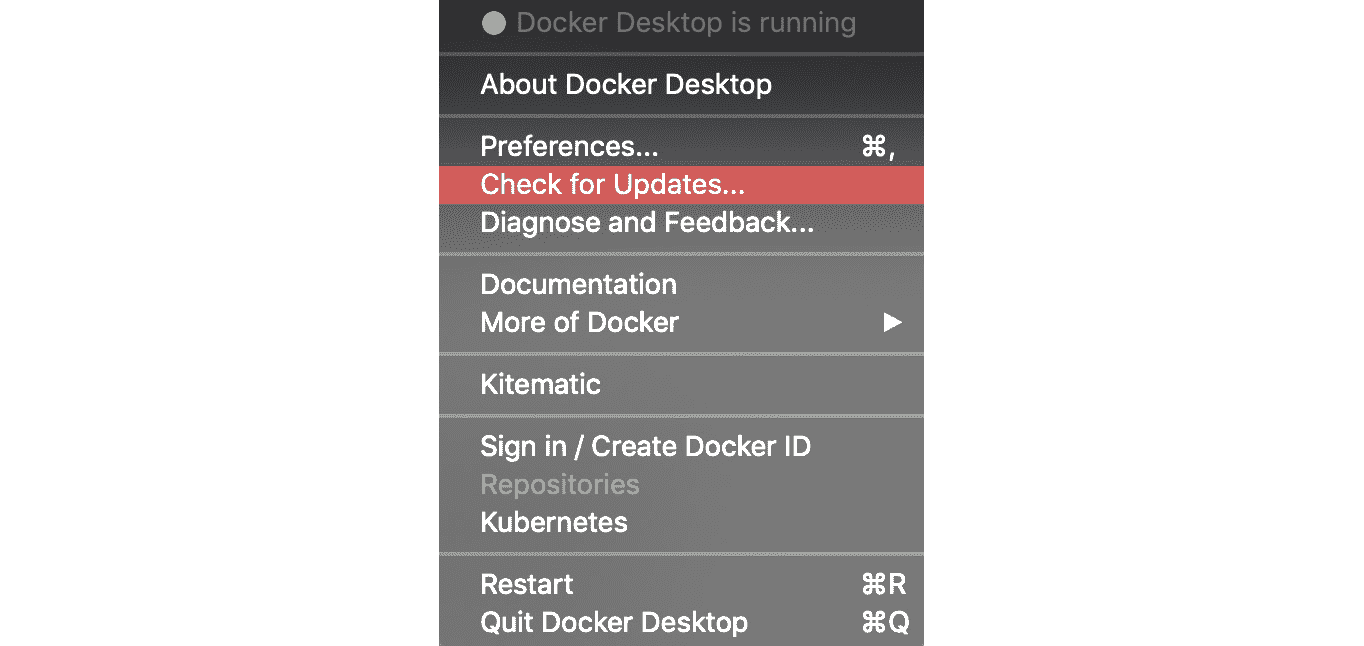 Docker Desktop is running
About Docker Desktop
Preferences... ⌘,
Check for Updates...
Diagnose and Feedback...
Documentation
More of Docker ▶
Kitematic
Sign in / Create Docker ID
Repositories
Kubernetes
Restart ⌘R
Quit Docker Desktop ⌘Q